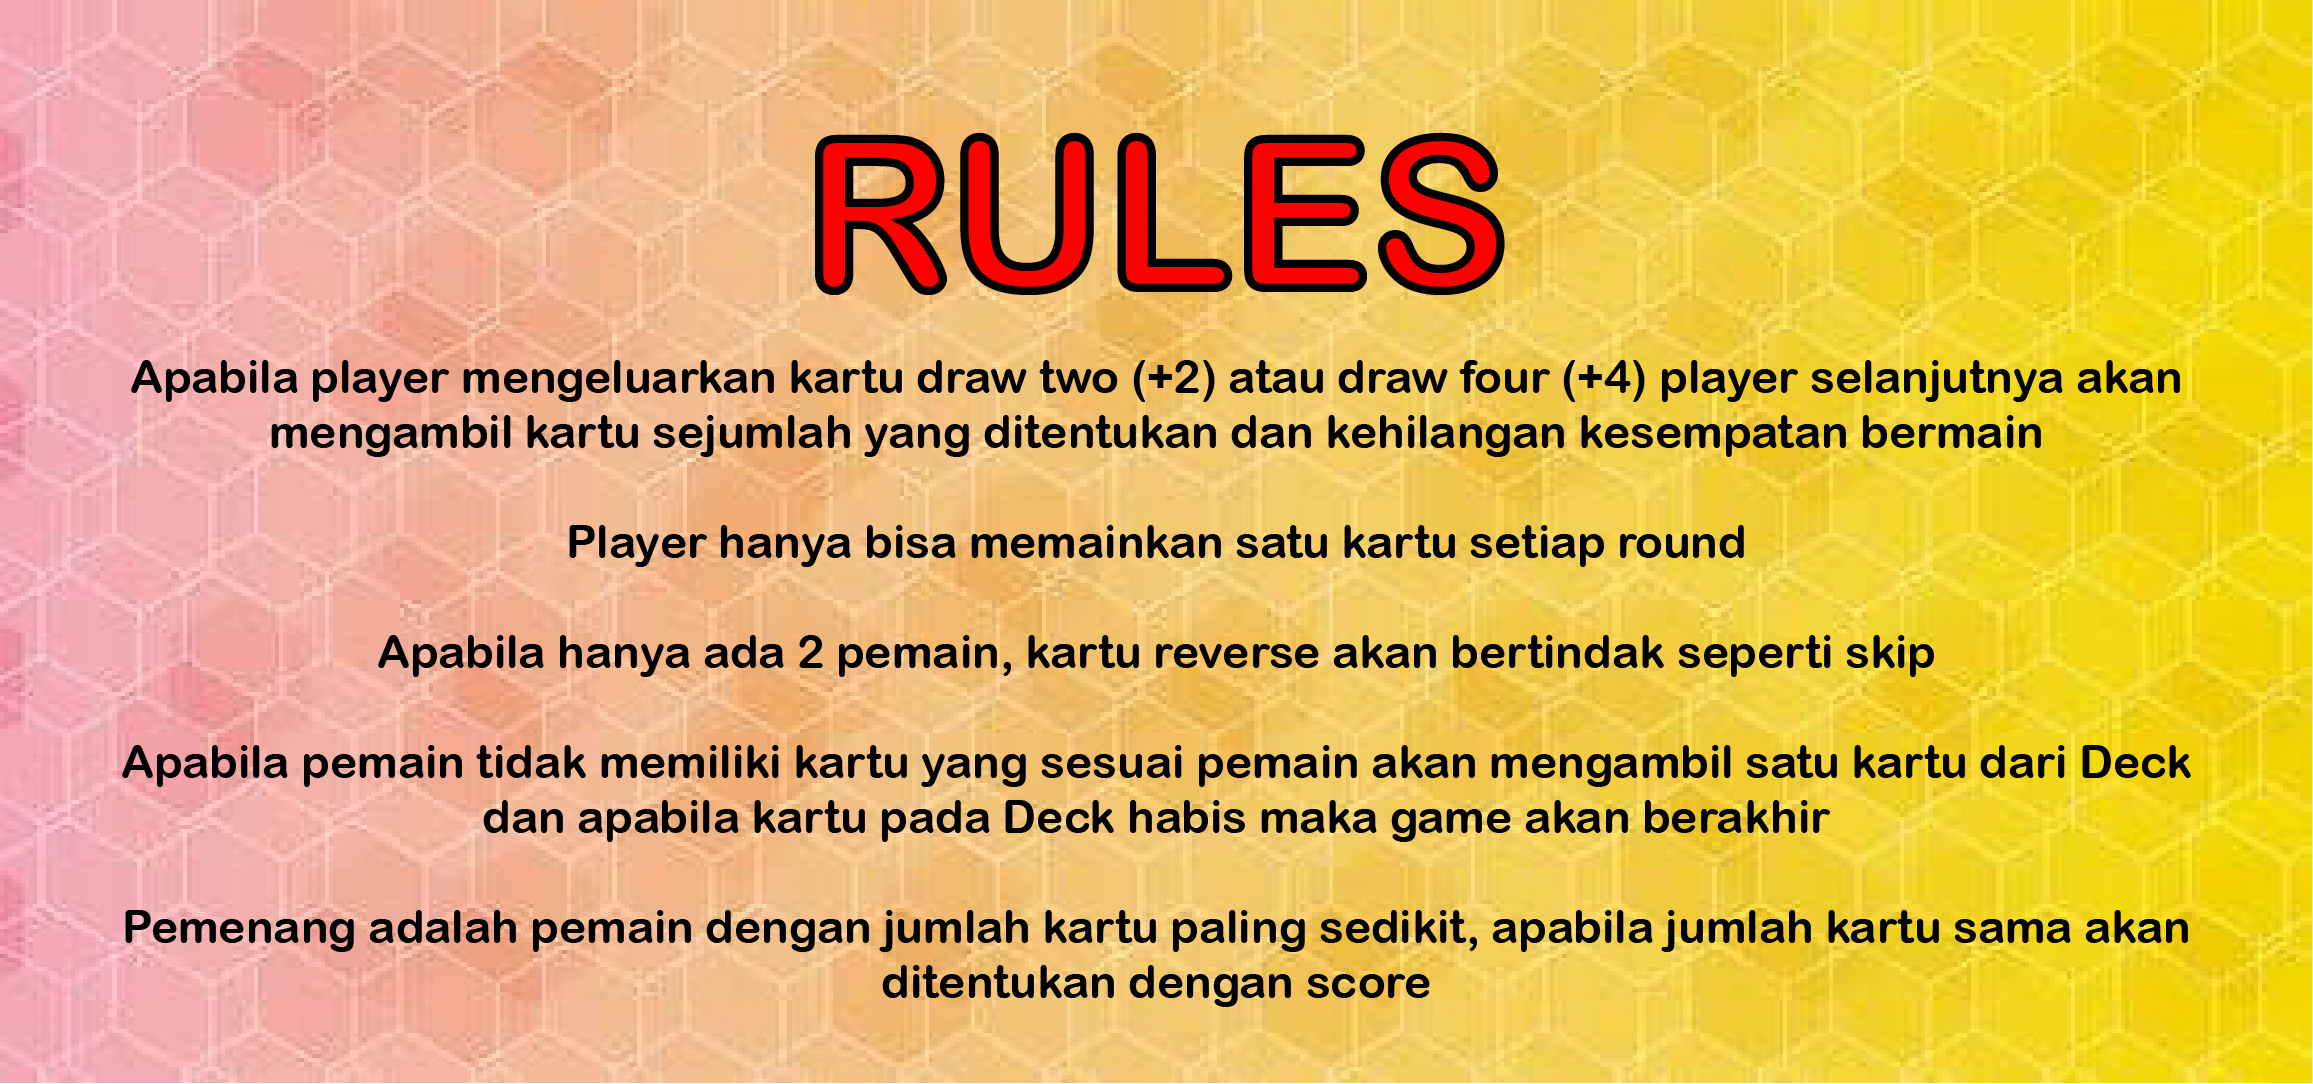 RULES
Apabila player mengeluarkan kartu draw two (+2) atau draw four (+4) player selanjutnya akan
mengambil kartu sejumlah yang ditentukan dan kehilangan kesempatan bermain
Player hanya bisa memainkan satu kartu setiap round
Apabila hanya ada 2 pemain, kartu reverse akan bertindak seperti skip
Apabila pemain tidak memiliki kartu yang sesuai pemain akan mengambil satu kartu dari Deck
dan apabila kartu pada Deck habis maka game akan berakhir
Pemenang adalah pemain dengan jumlah kartu paling sedikit, apabila jumlah kartu sama akan
ditentukan dengan score